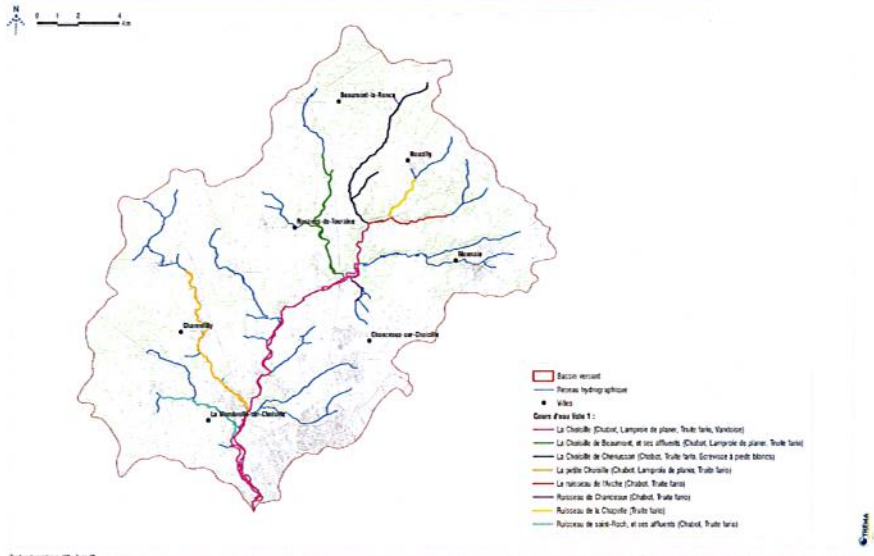 N
0 1 2 4
Km
Beaumont-la-Ronce
Nouzilly
Rouziers-de-Touraine
Monnaie
Charentilly
Chanceaux-sur-Choisille
La Membrolle-sur-Choisille
Bassin versant
Réseau hydrographique
Villes
Cours d'eau liste 1 :
La Choisille (Chabot, Lamproie de planer, Truite fario, Vandoise)
La Choisille de Beaumont, et ses affluents (Chabot, Lamproie de planer, Truite fario)
La Choisille de Chenusson (Chabot, Truite fario, Ecrevisse à pieds blancs)
La petite Choisille (Chabot, Lamproie de planer, Truite fario)
Le ruisseau de l'Arche (Chabot, Truite fario)
Ruisseau de Chanceaux (Chabot, Truite fario)
Ruisseau de la Chapelle (Truite fario)
Ruisseau de saint-Roch, et ses affluents (Chabot, Truite fario)